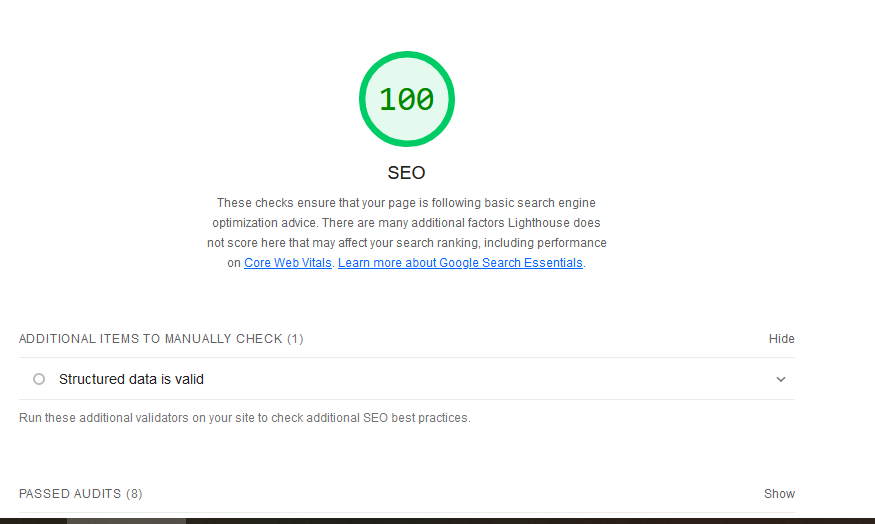 100
SEO
These checks ensure that your page is following basic search engine
optimization advice. There are many additional factors Lighthouse does
not score here that may affect your search ranking, including performance
on Core Web Vitals. Learn more about Google Search Essentials.
ADDITIONAL ITEMS TO MANUALLY CHECK (1) Hide
Structured data is valid
Run these additional validators on your site to check additional SEO best practices.
PASSED AUDITS (8) Show